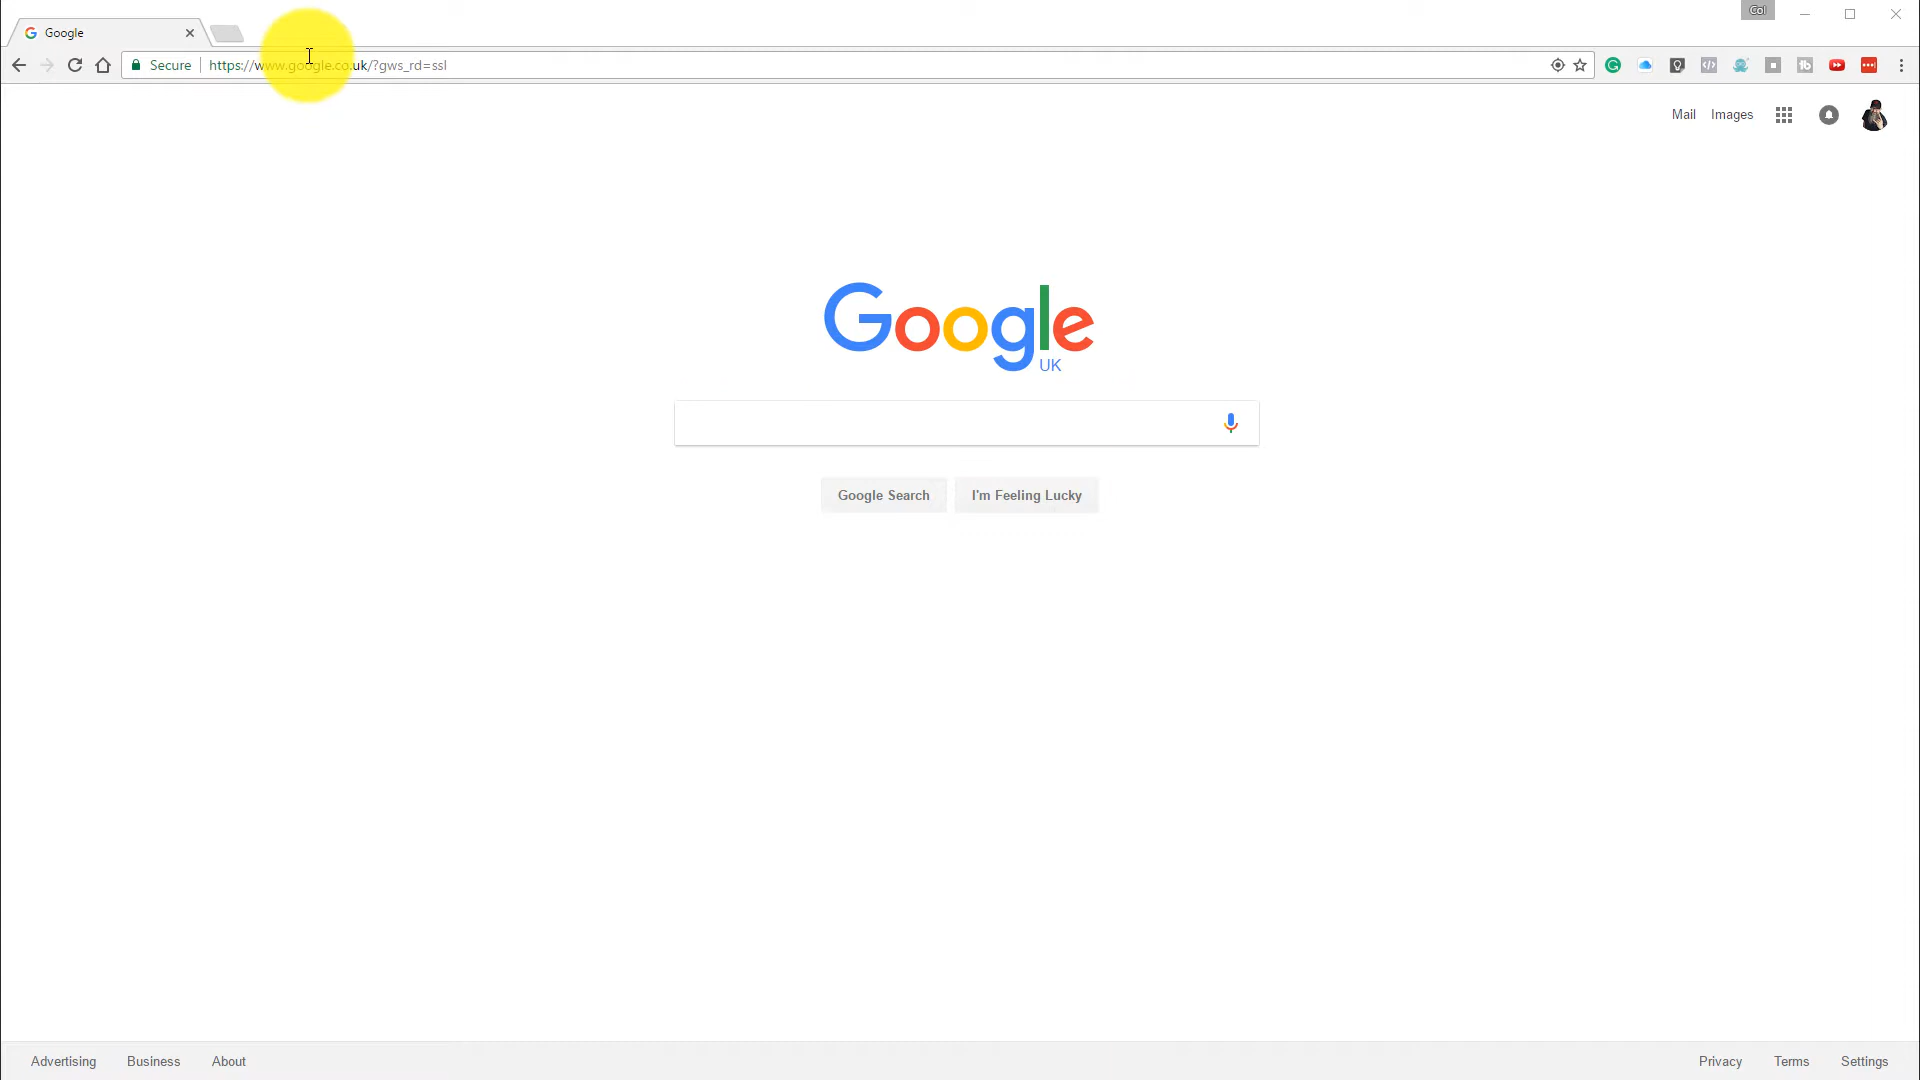 Col
Google
Secure https://www.google.co.uk/?gws_rd=ssl
Mail Images
Google
UK
Google Search I'm Feeling Lucky
Advertising Business About Privacy Terms Settings